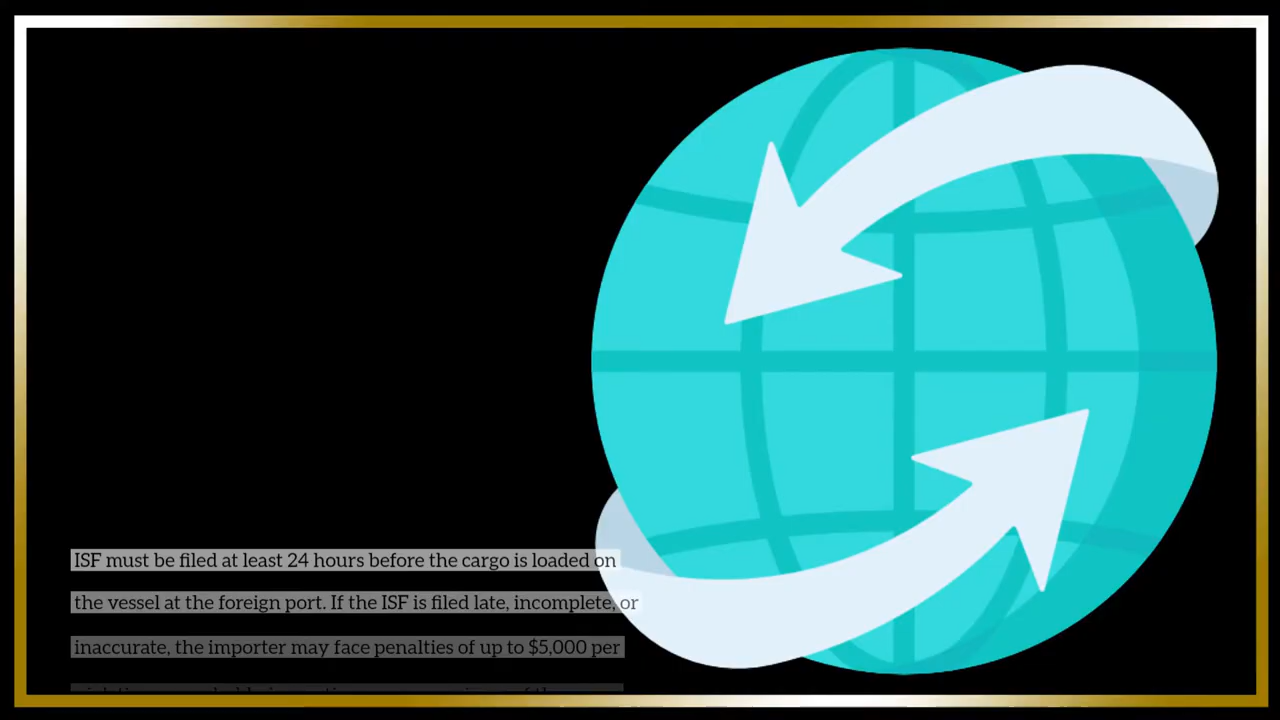 ISF must be filed at least 24 hours before the cargo is loaded on
the vessel at the foreign port. If the ISF is filed late, incomplete, or
inaccurate, the importer may face penalties of up to $5,000 per